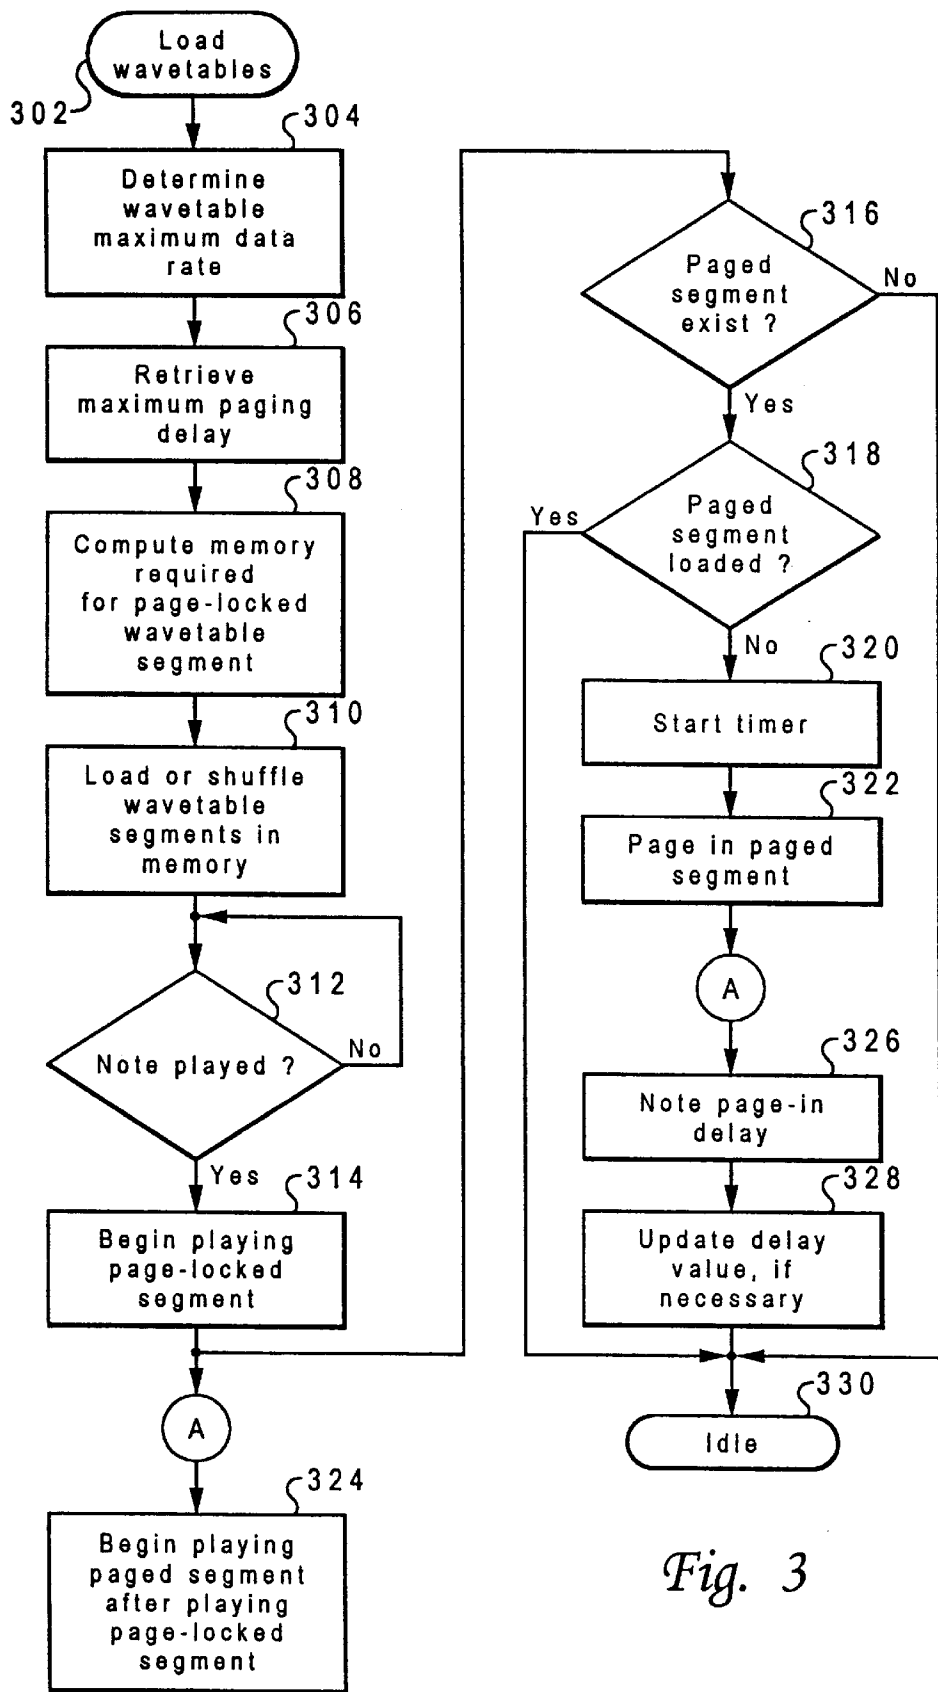 Load
wavetables
302
304
Determine
wavetable
maximum data
rate
306
Retrieve
maximum paging
delay
308
Compute memory
required
for page-locked
wavetable
segment
310
Load or shuffle
wavetable
segments in
memory
312
Note played ?
No
Yes
314
Begin playing
page-locked
segment
A
324
Begin playing
paged segment
after playing
page-locked
segment
316
Paged
segment
exist ?
No
Yes
318
Paged
segment
loaded ?
Yes
No
320
Start timer
322
Page in paged
segment
A
326
Note page-in
delay
328
Update delay
value, if
necessary
330
Idle
Fig. 3